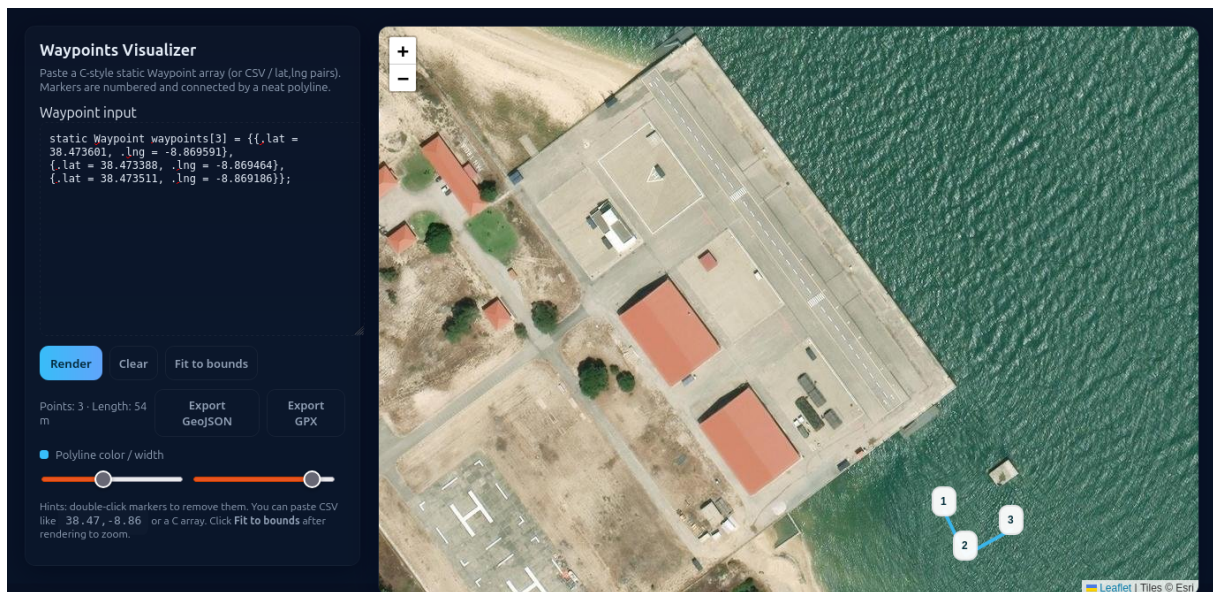 Waypoints Visualizer
Paste a C-style static Waypoint array (or CSV / lat,lng pairs).
Markers are numbered and connected by a neat polyline.
Waypoint input
static Waypoint waypoints[3] = {{.lat =
38.473601, .lng = -8.869591},
{.lat = 38.473388, .lng = -8.869464},
{.lat = 38.473511, .lng = -8.869186}};
Render
Clear
Fit to bounds
Points: 3 · Length: 54
m
Export
GeoJSON
Export
GPX
Polyline color / width
Hints: double-click markers to remove them. You can paste CSV
like 38.47,-8.86 or a C array. Click Fit to bounds after
rendering to zoom.
+
−
H
H
1
2
3
Leaflet | Tiles © Esri